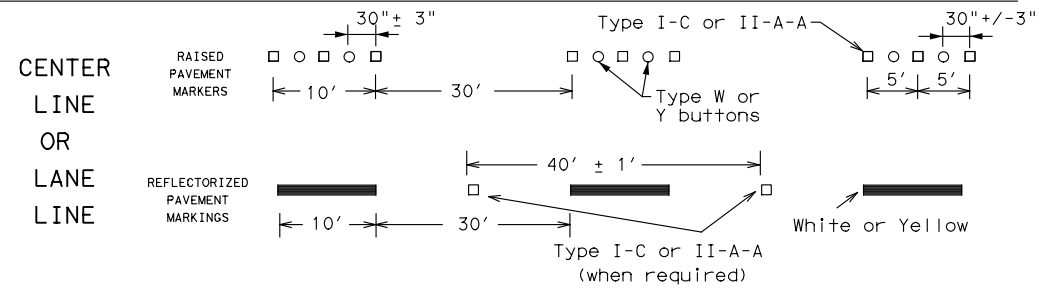 CENTER
LINE
OR
LANE
LINE
RAISED
PAVEMENT
MARKERS
30"± 3"
10'
30'
Type I-C or II-A-A
Type W or
Y buttons
30"+/-3"
5'
5'
REFLECTORIZED
PAVEMENT
MARKINGS
10'
30'
40' ± 1'
Type I-C or II-A-A
(when required)
White or Yellow